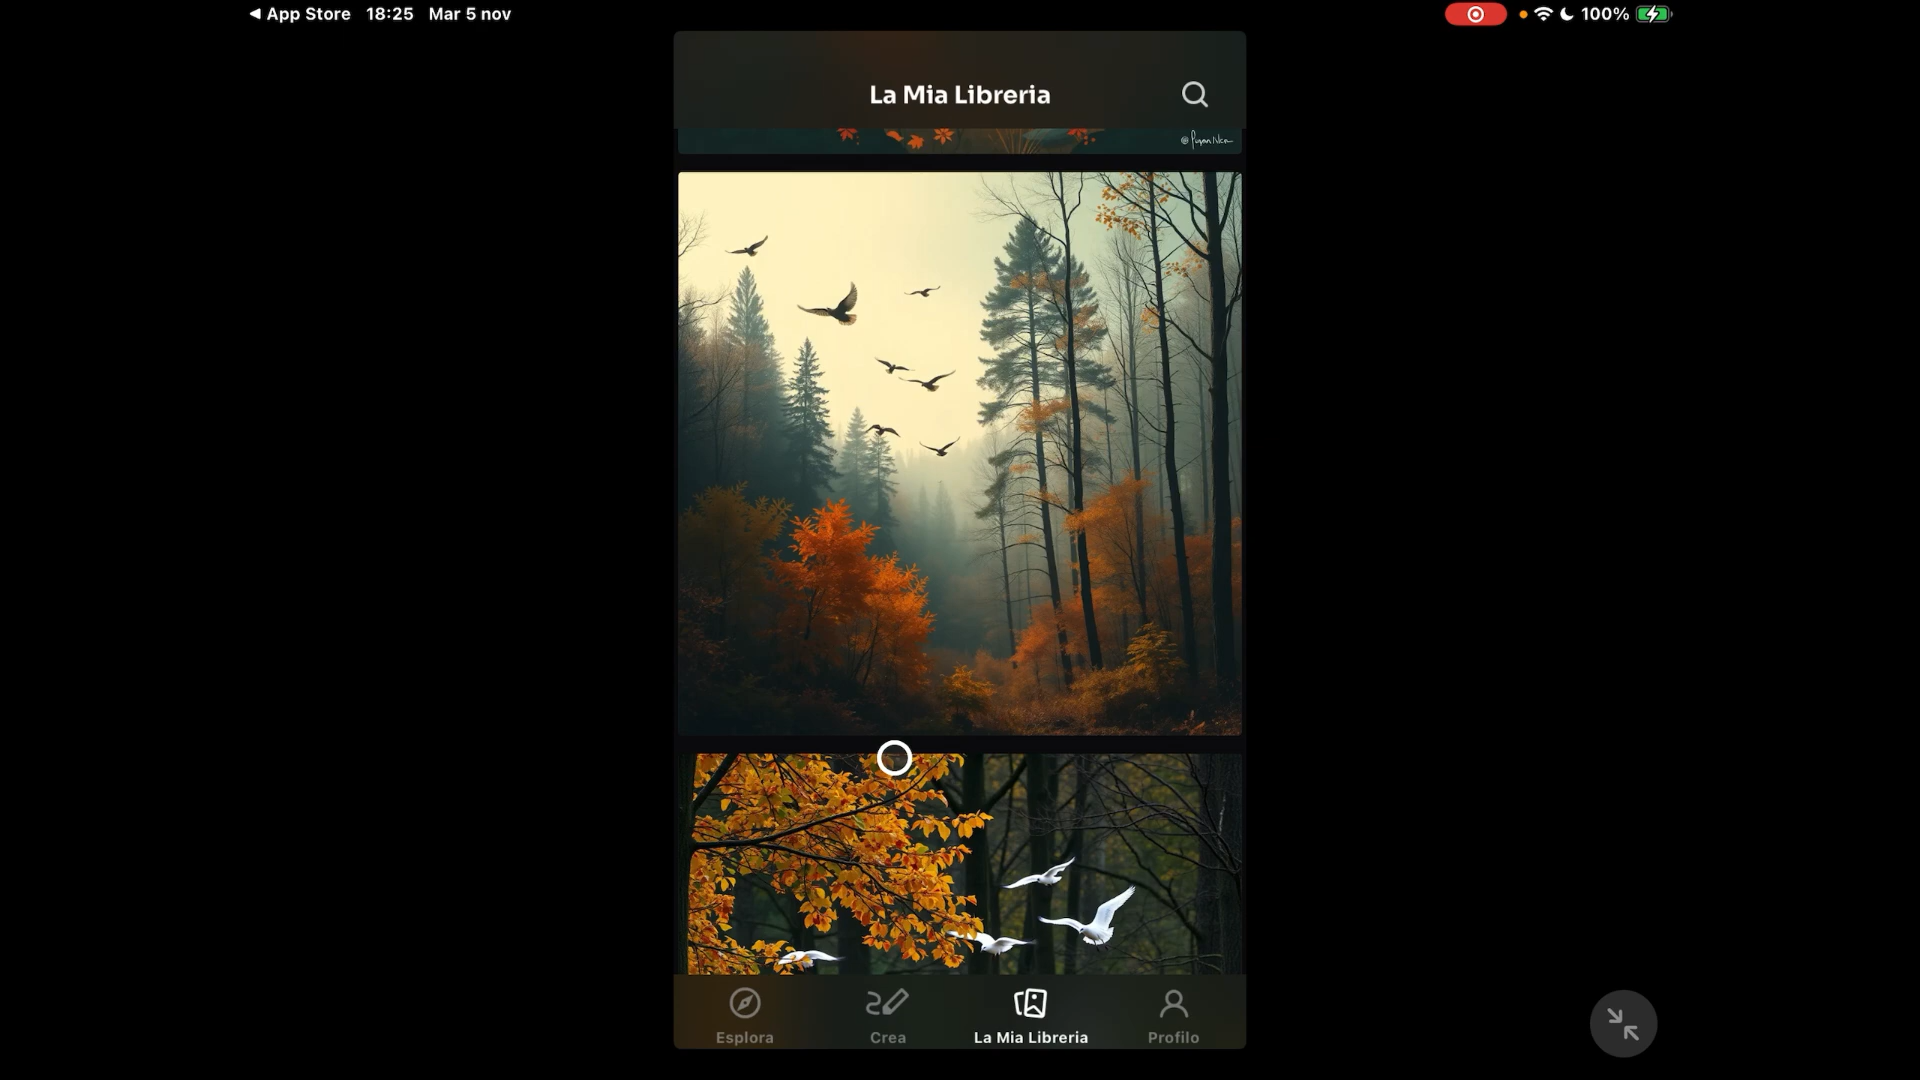 App Store 18:25 Mar 5 nov
100%
La Mia Libreria
Esplora
Crea
La Mia Libreria
Profilo